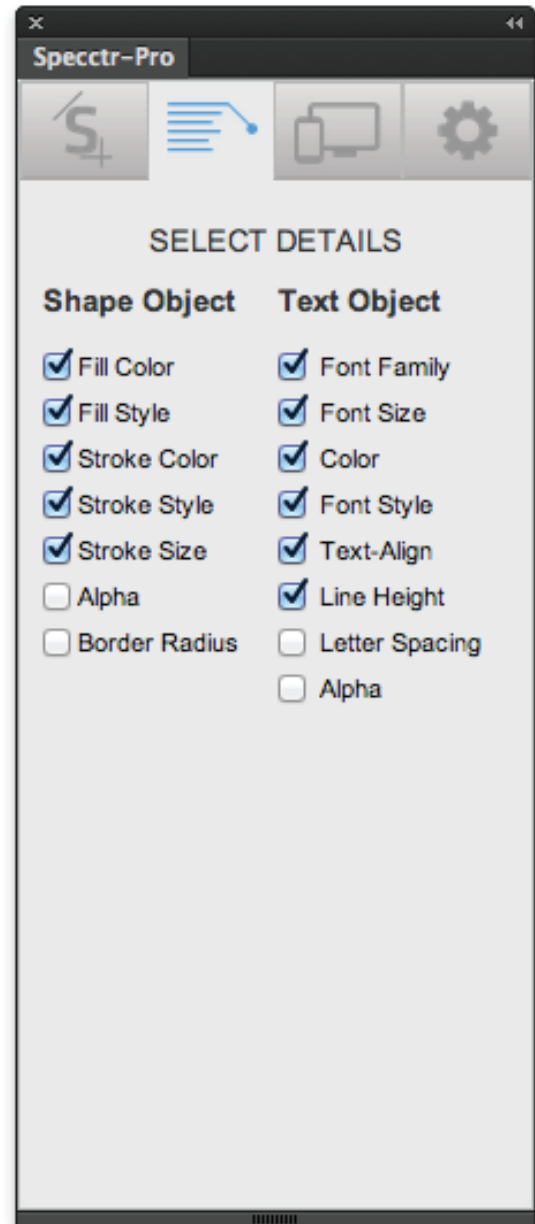 Specctr-Pro
SELECT DETAILS
Shape Object
Fill Color
Fill Style
Stroke Color
Stroke Style
Stroke Size
Alpha
Border Radius
Text Object
Font Family
Font Size
Color
Font Style
Text-Align
Line Height
Letter Spacing
Alpha